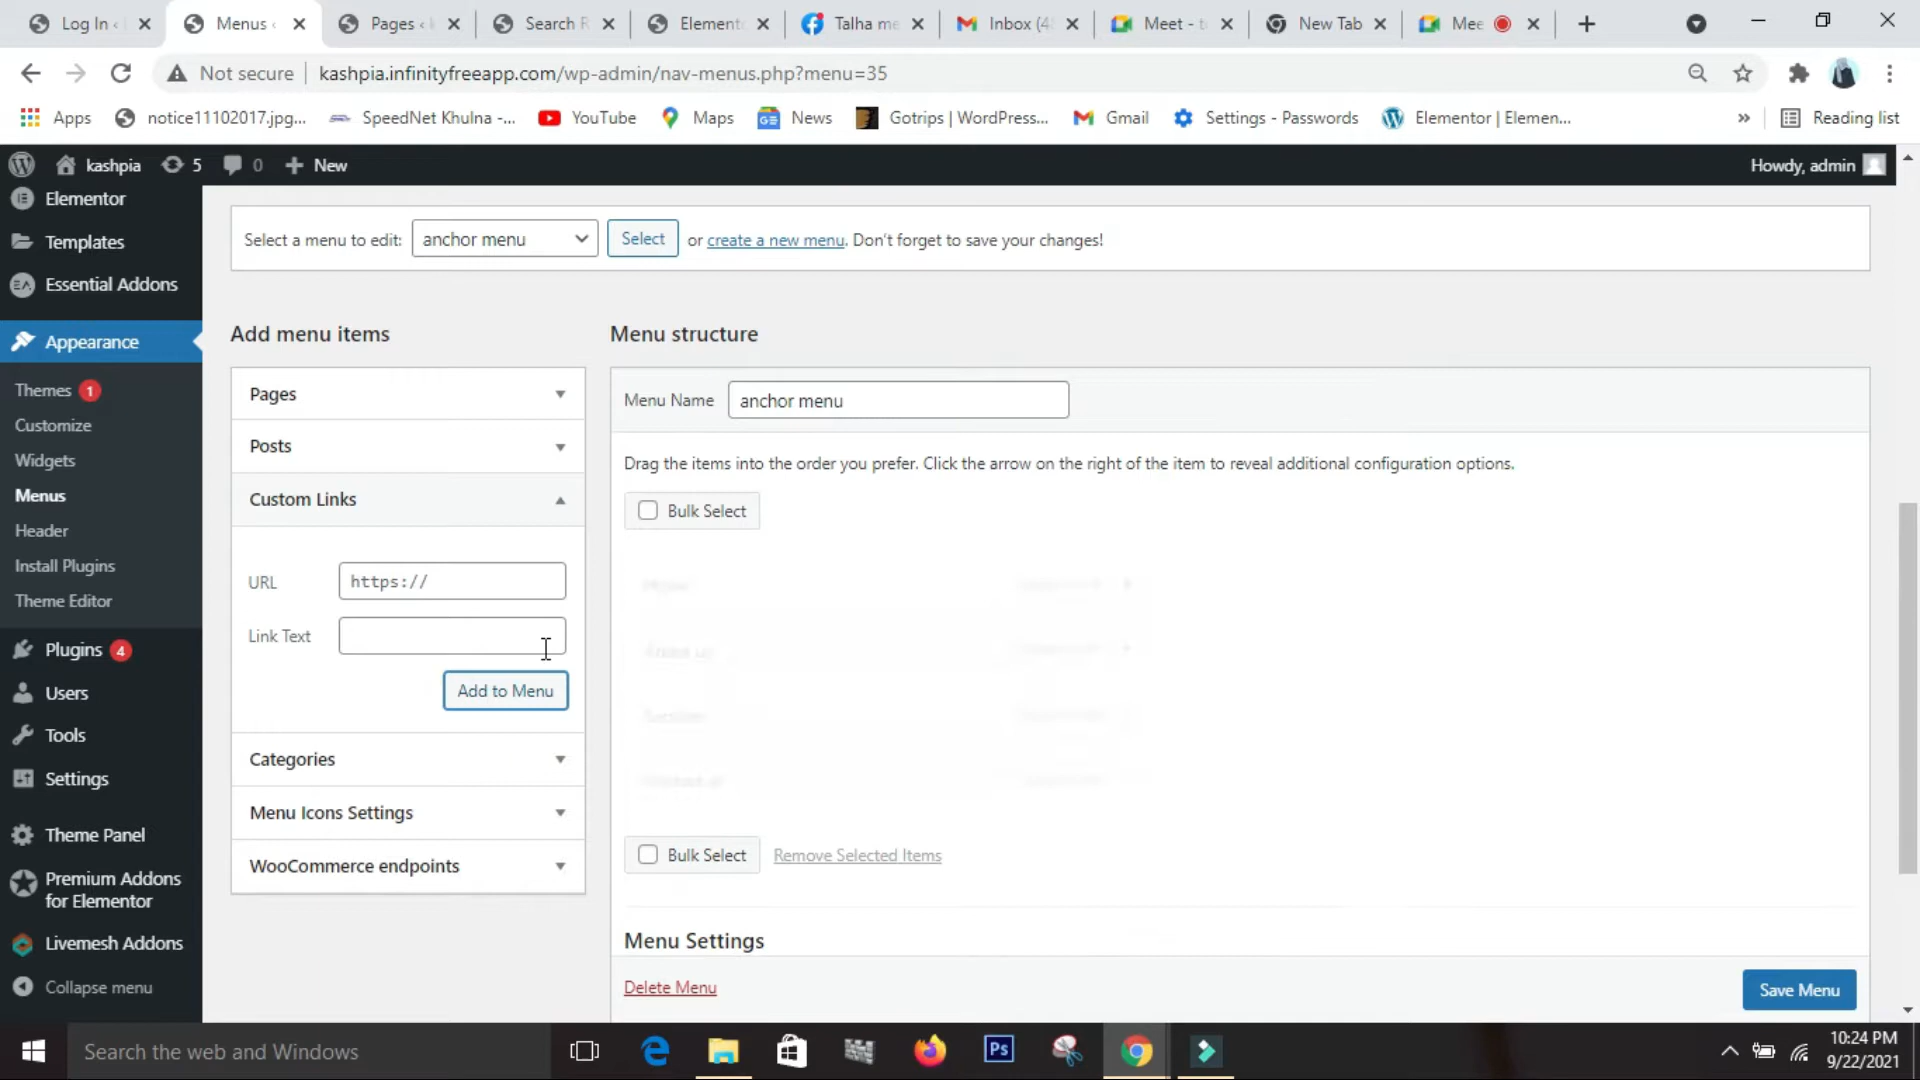 Log In ‹
Menus ‹
Pages ‹
Search R
Element
Talha me
Inbox (4
Meet - t
New Tab
Mee
Not secure
kashpia.infinityfreeapp.com/wp-admin/nav-menus.php?menu=35
Apps
notice11102017.jpg...
SpeedNet Khulna -...
YouTube
Maps
News
Gotrips | WordPress...
Gmail
Settings - Passwords
Elementor | Elemen...
»
Reading list
kashpia
5
0
New
Howdy, admin
Elementor
Templates
Essential Addons
Appearance
Themes 1
Customize
Widgets
Menus
Header
Install Plugins
Theme Editor
Plugins 4
Users
Tools
Settings
Theme Panel
Premium Addons
for Elementor
Livemesh Addons
Collapse menu
Select a menu to edit: anchor menu Select or create a new menu. Don't forget to save your changes!
Add menu items
Pages
Posts
Custom Links
URL https://
Link Text
Add to Menu
Categories
Menu Icons Settings
WooCommerce endpoints
Menu structure
Menu Name anchor menu
Drag the items into the order you prefer. Click the arrow on the right of the item to reveal additional configuration options.
Bulk Select
Bulk Select Remove Selected Items
Menu Settings
Delete Menu
Save Menu
Search the web and Windows
Ps
10:24 PM
9/22/2021